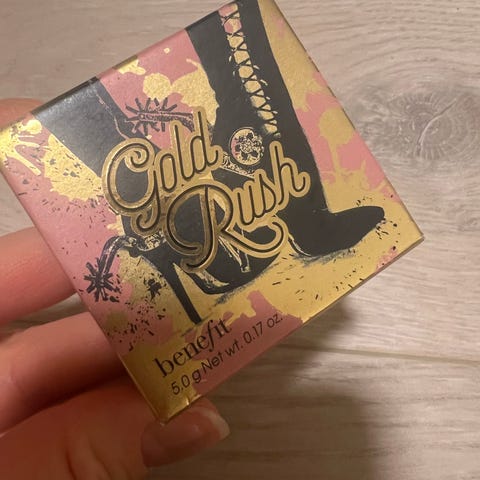 Gold
Rush
benefit
5.0 g Net wt. 0.17 oz.